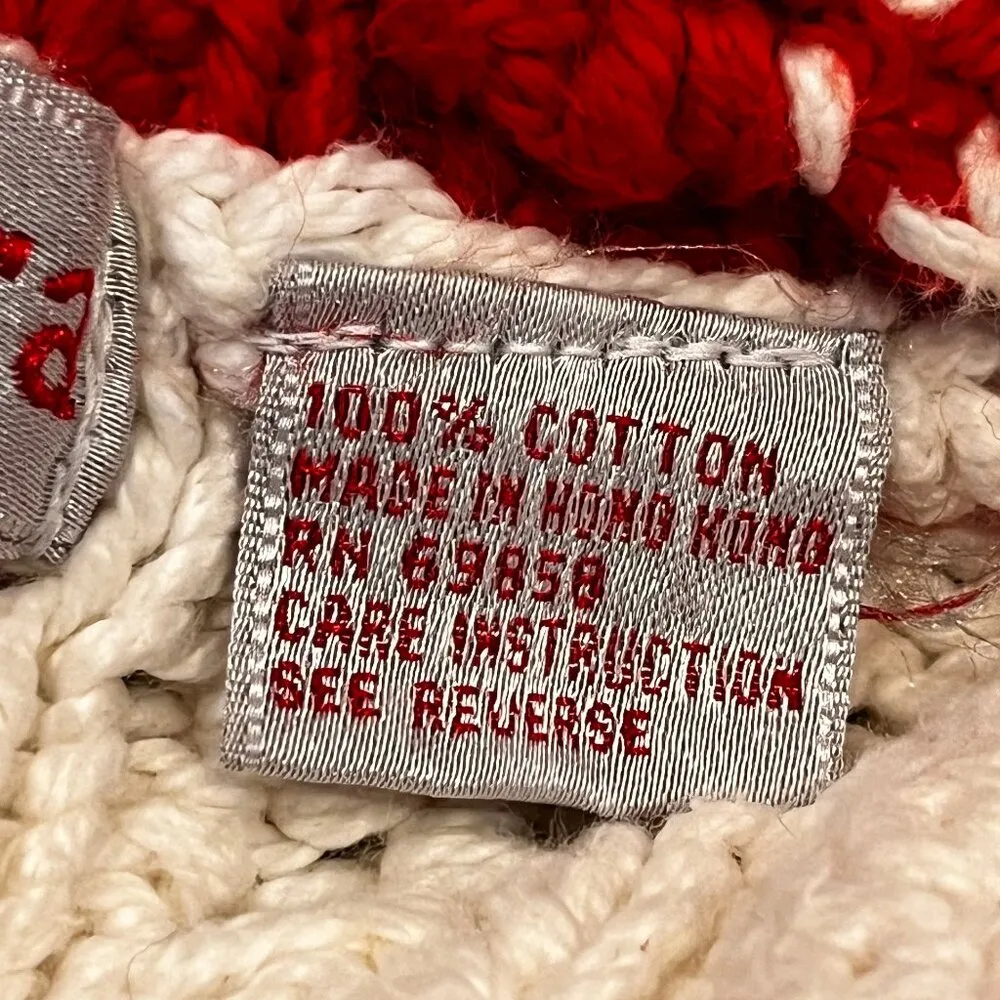 100% COTTON
MADE IN HONG KONG
RN 69858
CARE INSTRUCTION
SEE REVERSE